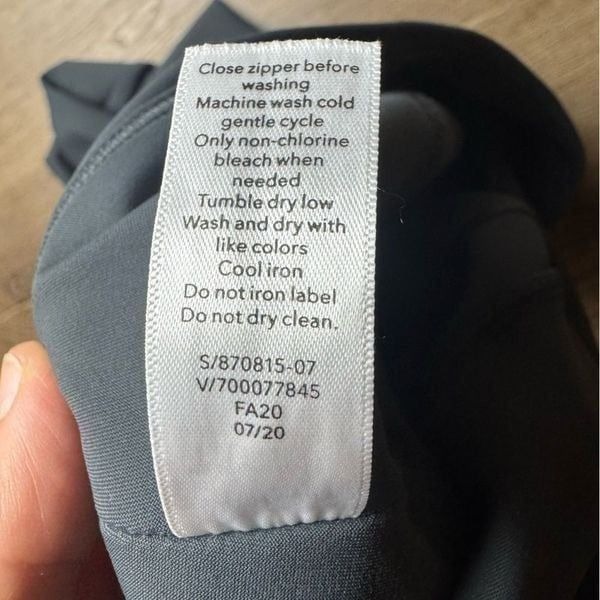 Close zipper before
washing
Machine wash cold
gentle cycle
Only non-chlorine
bleach when
needed
Tumble dry low
Wash and dry with
like colors
Cool iron
Do not iron label
Do not dry clean.
S/870815-07
V/700077845
FA20
07/20